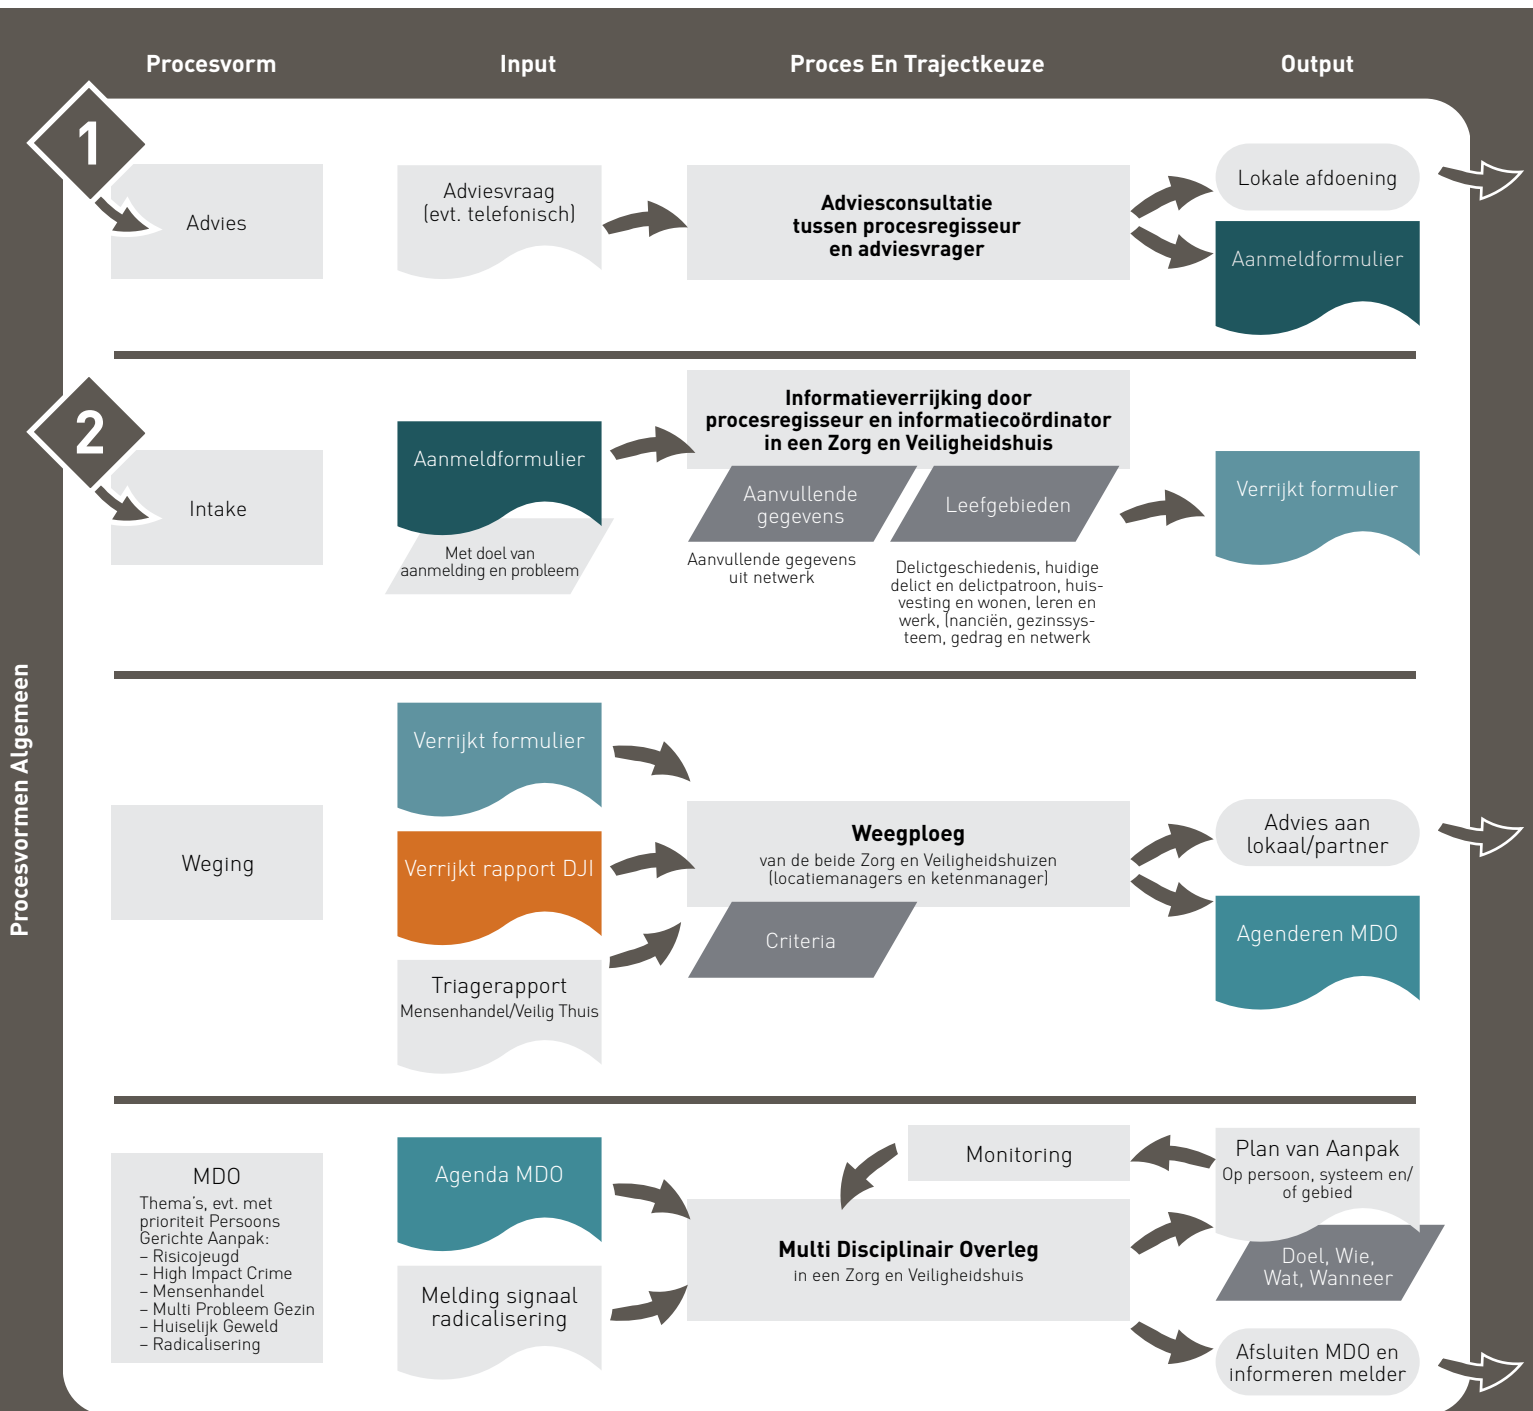 Procesvorm
Input
Proces En Trajectkeuze
Output
Procesvormen Algemeen
1
Advies
Adviesvraag
(evt. telefonisch)
Adviesconsultatie
tussen procesregisseur
en adviesvrager
Lokale afdoening
Aanmeldformulier
2
Intake
Aanmeldformulier
Met doel van
aanmelding en probleem
Informatieverrijking door
procesregisseur en informatiecoördinator
in een Zorg en Veiligheidshuis
Aanvullende
gegevens
Aanvullende gegevens
uit netwerk
Leefgebieden
Delictgeschiedenis, huidige
delict en delictpatroon, huis-
vesting en wonen, leren en
werk, (nanciën, gezinssys-
teem, gedrag en netwerk
Verrijkt formulier
Weging
Verrijkt formulier
Verrijkt rapport DJI
Triagerapport
Mensenhandel/Veilig Thuis
Weegploeg
van de beide Zorg en Veiligheidshuizen
(locatiemanagers en ketenmanager)
Criteria
Advies aan
lokaal/partner
Agenderen MDO
MDO
Thema's, evt. met
prioriteit Persoons
Gerichte Aanpak:
– Risicojeugd
– High Impact Crime
– Mensenhandel
– Multi Probleem Gezin
– Huiselijk Geweld
– Radicalisering
Agenda MDO
Melding signaal
radicalisering
Monitoring
Multi Disciplinair Overleg
in een Zorg en Veiligheidshuis
Plan van Aanpak
Op persoon, systeem en/
of gebied
Doel, Wie,
Wat, Wanneer
Afsluiten MDO en
informeren melder